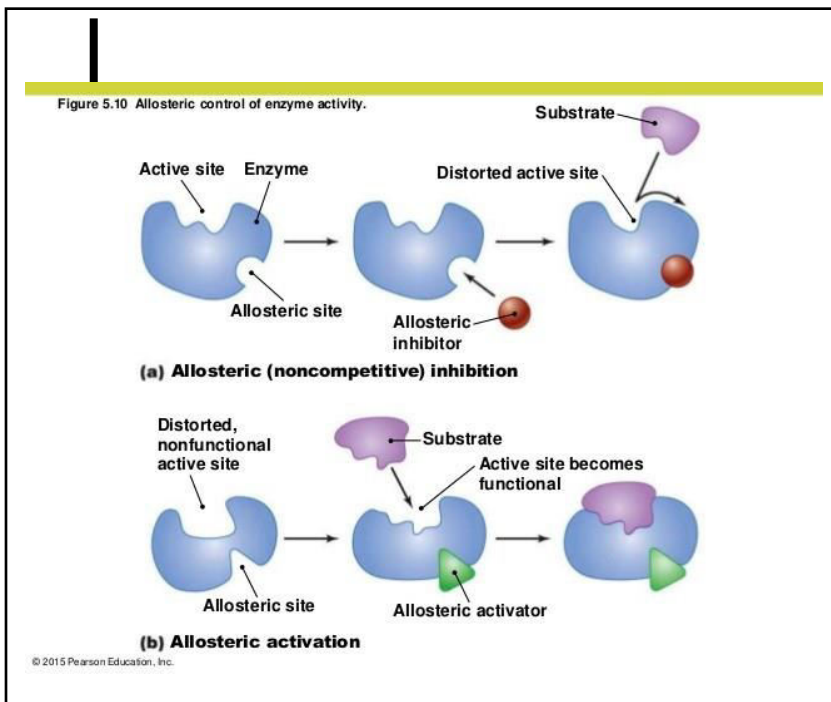 Figure 5.10 Allosteric control of enzyme activity.
Substrate
Active site
Enzyme
Distorted active site
Allosteric site
Allosteric
inhibitor
(a) Allosteric (noncompetitive) inhibition
Distorted,
nonfunctional
active site
Substrate
Active site becomes
functional
Allosteric site
Allosteric activator
(b) Allosteric activation
© 2015 Pearson Education, Inc.